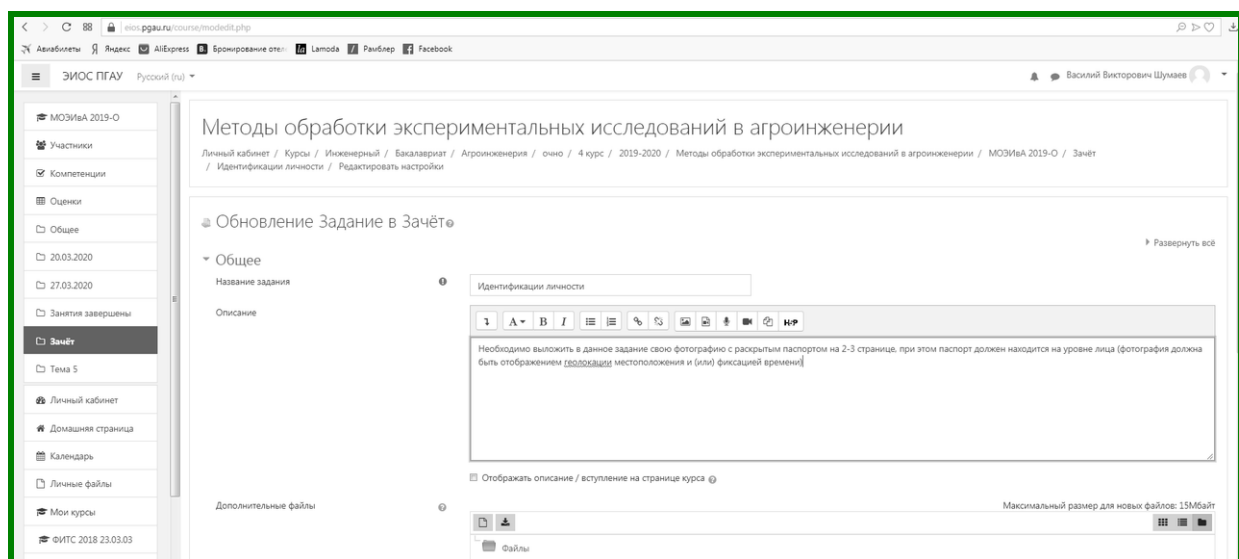 88 eios.pgau.ru/course/modedit.php
Авиабилеты Яндекс AliExpress Бронирование отел Lamoda Рамблер Facebook
ЭИОС ПГАУ Русский (ru) Василий Викторович Шумаев
МОЭИвА 2019-О
Участники
Компетенции
Оценки
Общее
20.03.2020
27.03.2020
Занятия завершены
Зачёт
Тема 5
Личный кабинет
Домашняя страница
Календарь
Личные файлы
Мои курсы
ФИТС 2018 23.03.03
Методы обработки экспериментальных исследований в агроинженерии
Личный кабинет / Курсы / Инженерный / Бакалавриат / Агроинженерия / очно / 4 курс / 2019-2020 / Методы обработки экспериментальных исследований в агроинженерии / МОЭИвА 2019-О / Зачёт
/ Идентификации личности / Редактировать настройки
Обновление Задание в Зачёт
Развернуть всё
Общее
Название задания Идентификации личности
Описание
A B I H-P
Необходимо выложить в данное задание свою фотографию с раскрытым паспортом на 2-3 странице, при этом паспорт должен находится на уровне лица (фотография должна
быть отображением геолокации местоположения и (или) фиксацией времени)
Отображать описание / вступление на странице курса
Дополнительные файлы Максимальный размер для новых файлов: 15Мбайт
Файлы